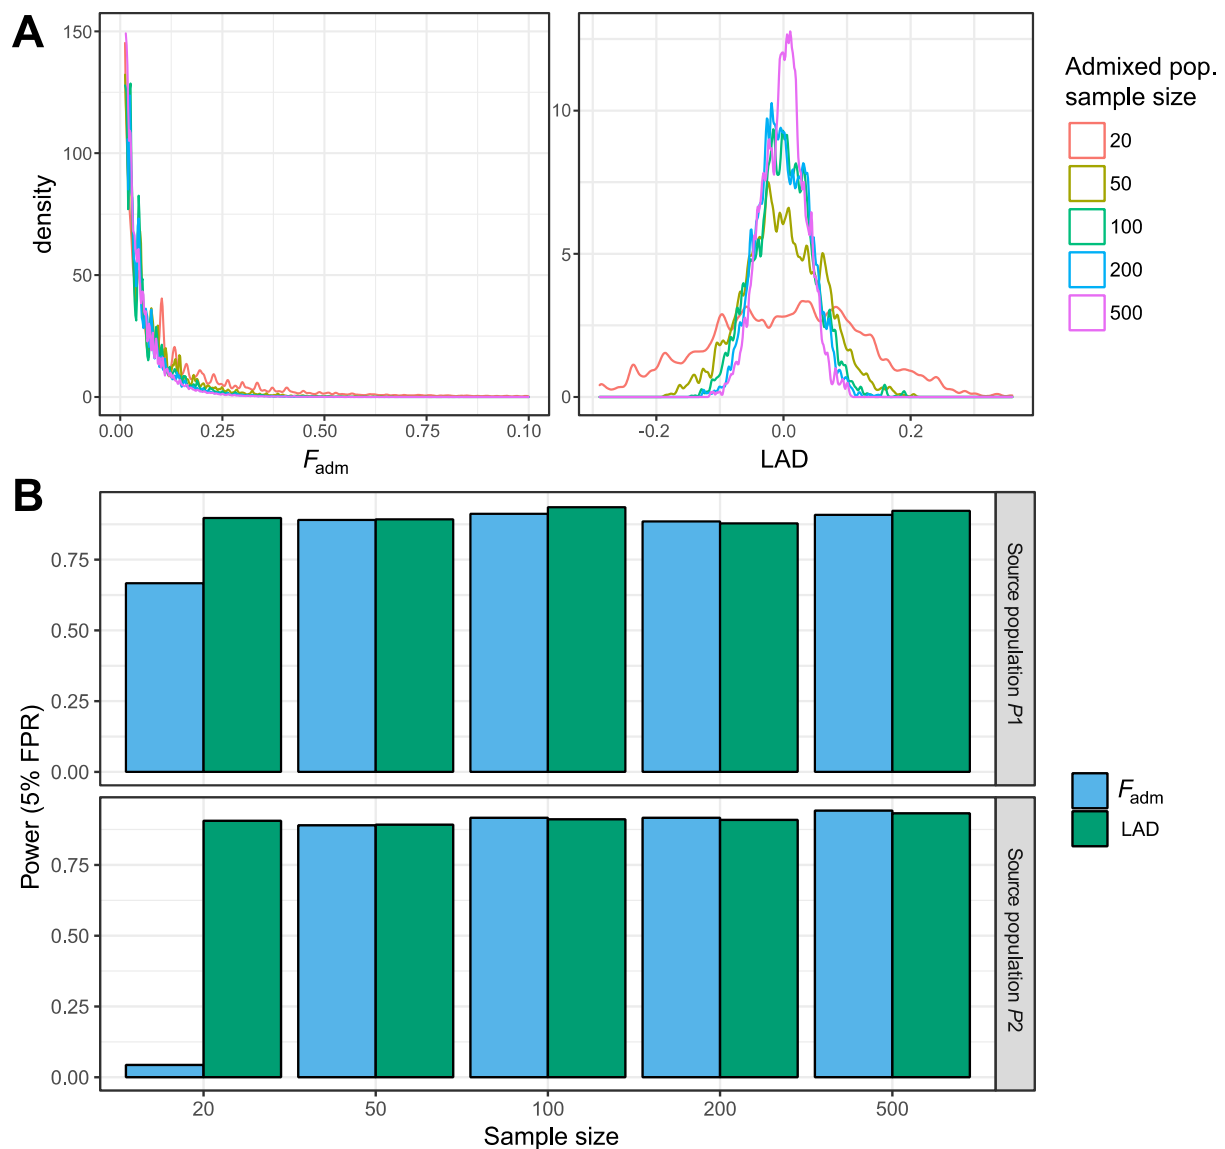 A
150
100
50
0
density
0.00
0.25
0.50
0.75
0.10
Fadm
10
5
0
-0.2
0.0
0.2
LAD
Admixed pop.
sample size
20
50
100
200
500
B
0.75
0.50
0.25
0.00
Source population P1
0.75
0.50
0.25
0.00
Source population P2
Power (5% FPR)
20
50
100
200
500
Sample size
Fadm
LAD